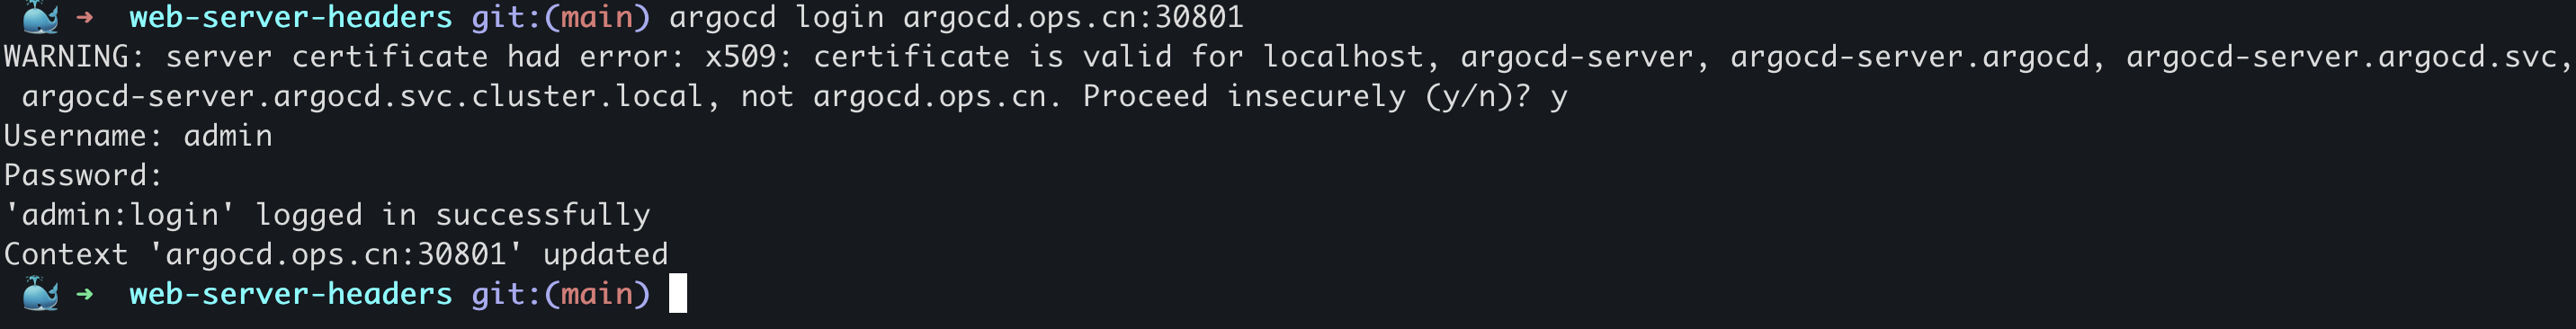 🐳 ➜  web-server-headers git:(main) argocd login argocd.ops.cn:30801
WARNING: server certificate had error: x509: certificate is valid for localhost, argocd-server, argocd-server.argocd, argocd-server.argocd.svc,
 argocd-server.argocd.svc.cluster.local, not argocd.ops.cn. Proceed insecurely (y/n)? y
Username: admin
Password:
'admin:login' logged in successfully
Context 'argocd.ops.cn:30801' updated
🐳 ➜  web-server-headers git:(main)